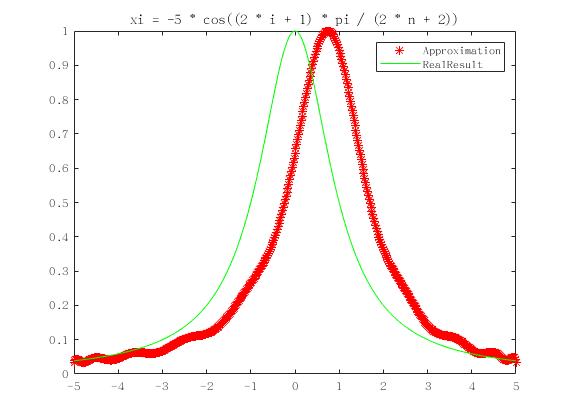 xi = -5 * cos((2 * i + 1) * pi / (2 * n + 2))
1
0.9
0.8
0.7
0.6
0.5
0.4
0.3
0.2
0.1
0
Approximation
RealResult
-5 -4 -3 -2 -1 0 1 2 3 4 5